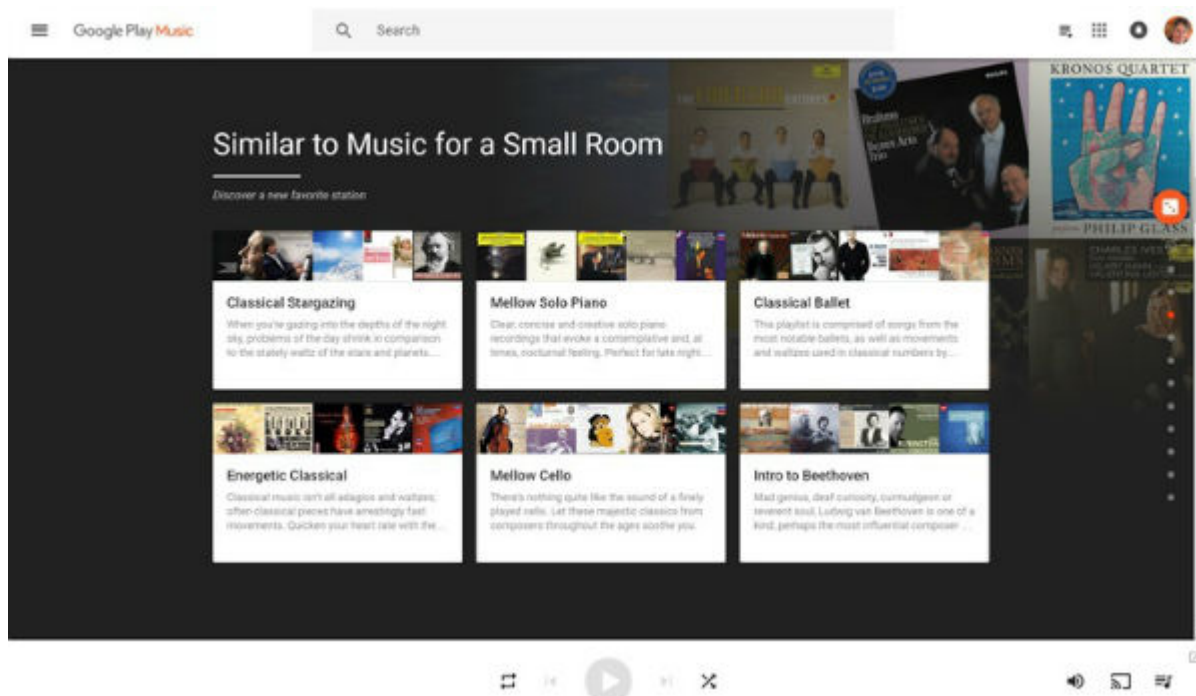 Google Play Music
Search
KRONOS QUARTET
PHILIPS
Brahms
Beaux Arts
Trio
Similar to Music for a Small Room
Discover a new favorite station
PHILIP GLASS
CHARLES IVES
Classical Stargazing
When you're gazing into the depths of the night
sky, problems of the day shrink in comparison
to the stately waltz of the stars and planets....
Mellow Solo Piano
Clear, concise and creative solo piano
recordings that evoke a contemplative and, at
times, nocturnal feeling. Perfect for late night...
Classical Ballet
This playlist is comprised of songs from the
most notable ballets, as well as movements
and waltzes used in classical numbers by...
Energetic Classical
Classical music isn't all adagios and waltzes;
often classical pieces have arrestingly fast
movements. Quicken your heart rate with the...
Mellow Cello
There's nothing quite like the sound of a finely
played cello. Let these majestic classics from
composers throughout the ages soothe you.
Intro to Beethoven
Mad genius, deaf curiosity, curmudgeon or
reverent soul, Ludwig van Beethoven is one of a
kind, perhaps the most influential composer ...